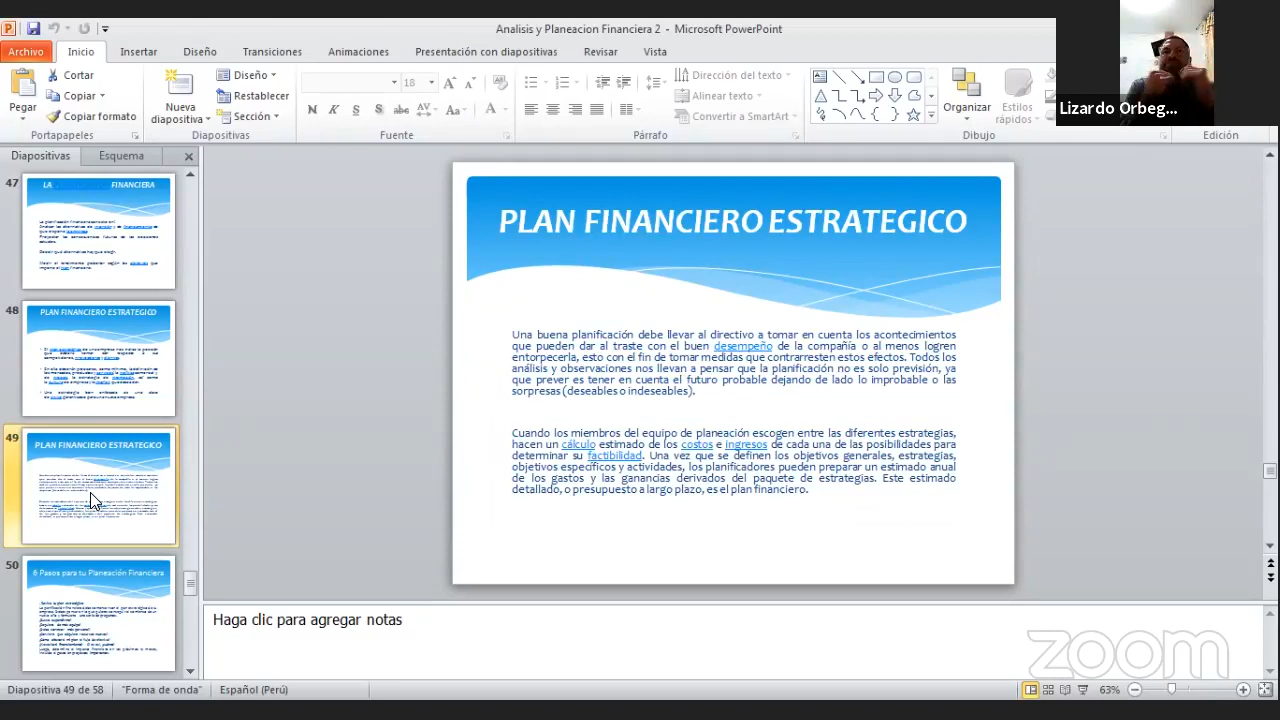 Analisis y Planeacion Financiera 2 - Microsoft PowerPoint
Archivo Inicio Insertar Diseño Transiciones Animaciones Presentación con diapositivas Revisar Vista
Pegar
Cortar
Copiar
Copiar formato
Portapapeles
Nueva diapositiva
Diseño
Restablecer
Sección
Diapositivas
18
N K S S abc AV Aa A
Fuente
Párrafo
Dirección del texto
Alinear texto
Convertir a SmartArt
Organizar
Estilos rápidos
Dibujo
Edición
Lizardo Orbeg...
Diapositivas Esquema
47
LA FINANCIERA
48
PLAN FINANCIERO ESTRATEGICO
49
PLAN FINANCIERO ESTRATEGICO
50
6 Pasos para tu Planeación Financiera
PLAN FINANCIERO ESTRATEGICO
Una buena planificación debe llevar al directivo a tomar en cuenta los acontecimientos
que pueden dar al traste con el buen desempeño de la compañía o al menos logren
entorpecerla, esto con el fin de tomar medidas que contrarresten estos efectos. Todos los
análisis y observaciones nos llevan a pensar que la planificación no es solo previsión, ya
que prever es tener en cuenta el futuro probable dejando de lado lo improbable o las
sorpresas (deseables o indeseables).
Cuando los miembros del equipo de planeación escogen entre las diferentes estrategias,
hacen un cálculo estimado de los costos e ingresos de cada una de las posibilidades para
determinar su factibilidad. Una vez que se definen los objetivos generales, estrategias,
objetivos específicos y actividades, los planificadores pueden preparar un estimado anual
de los gastos y las ganancias derivados del paquete de estrategias. Este estimado
detallado, o presupuesto a largo plazo, es el plan financiero.
Haga clic para agregar notas
zoom
Diapositiva 49 de 58 "Forma de onda" Español (Perú) 63%